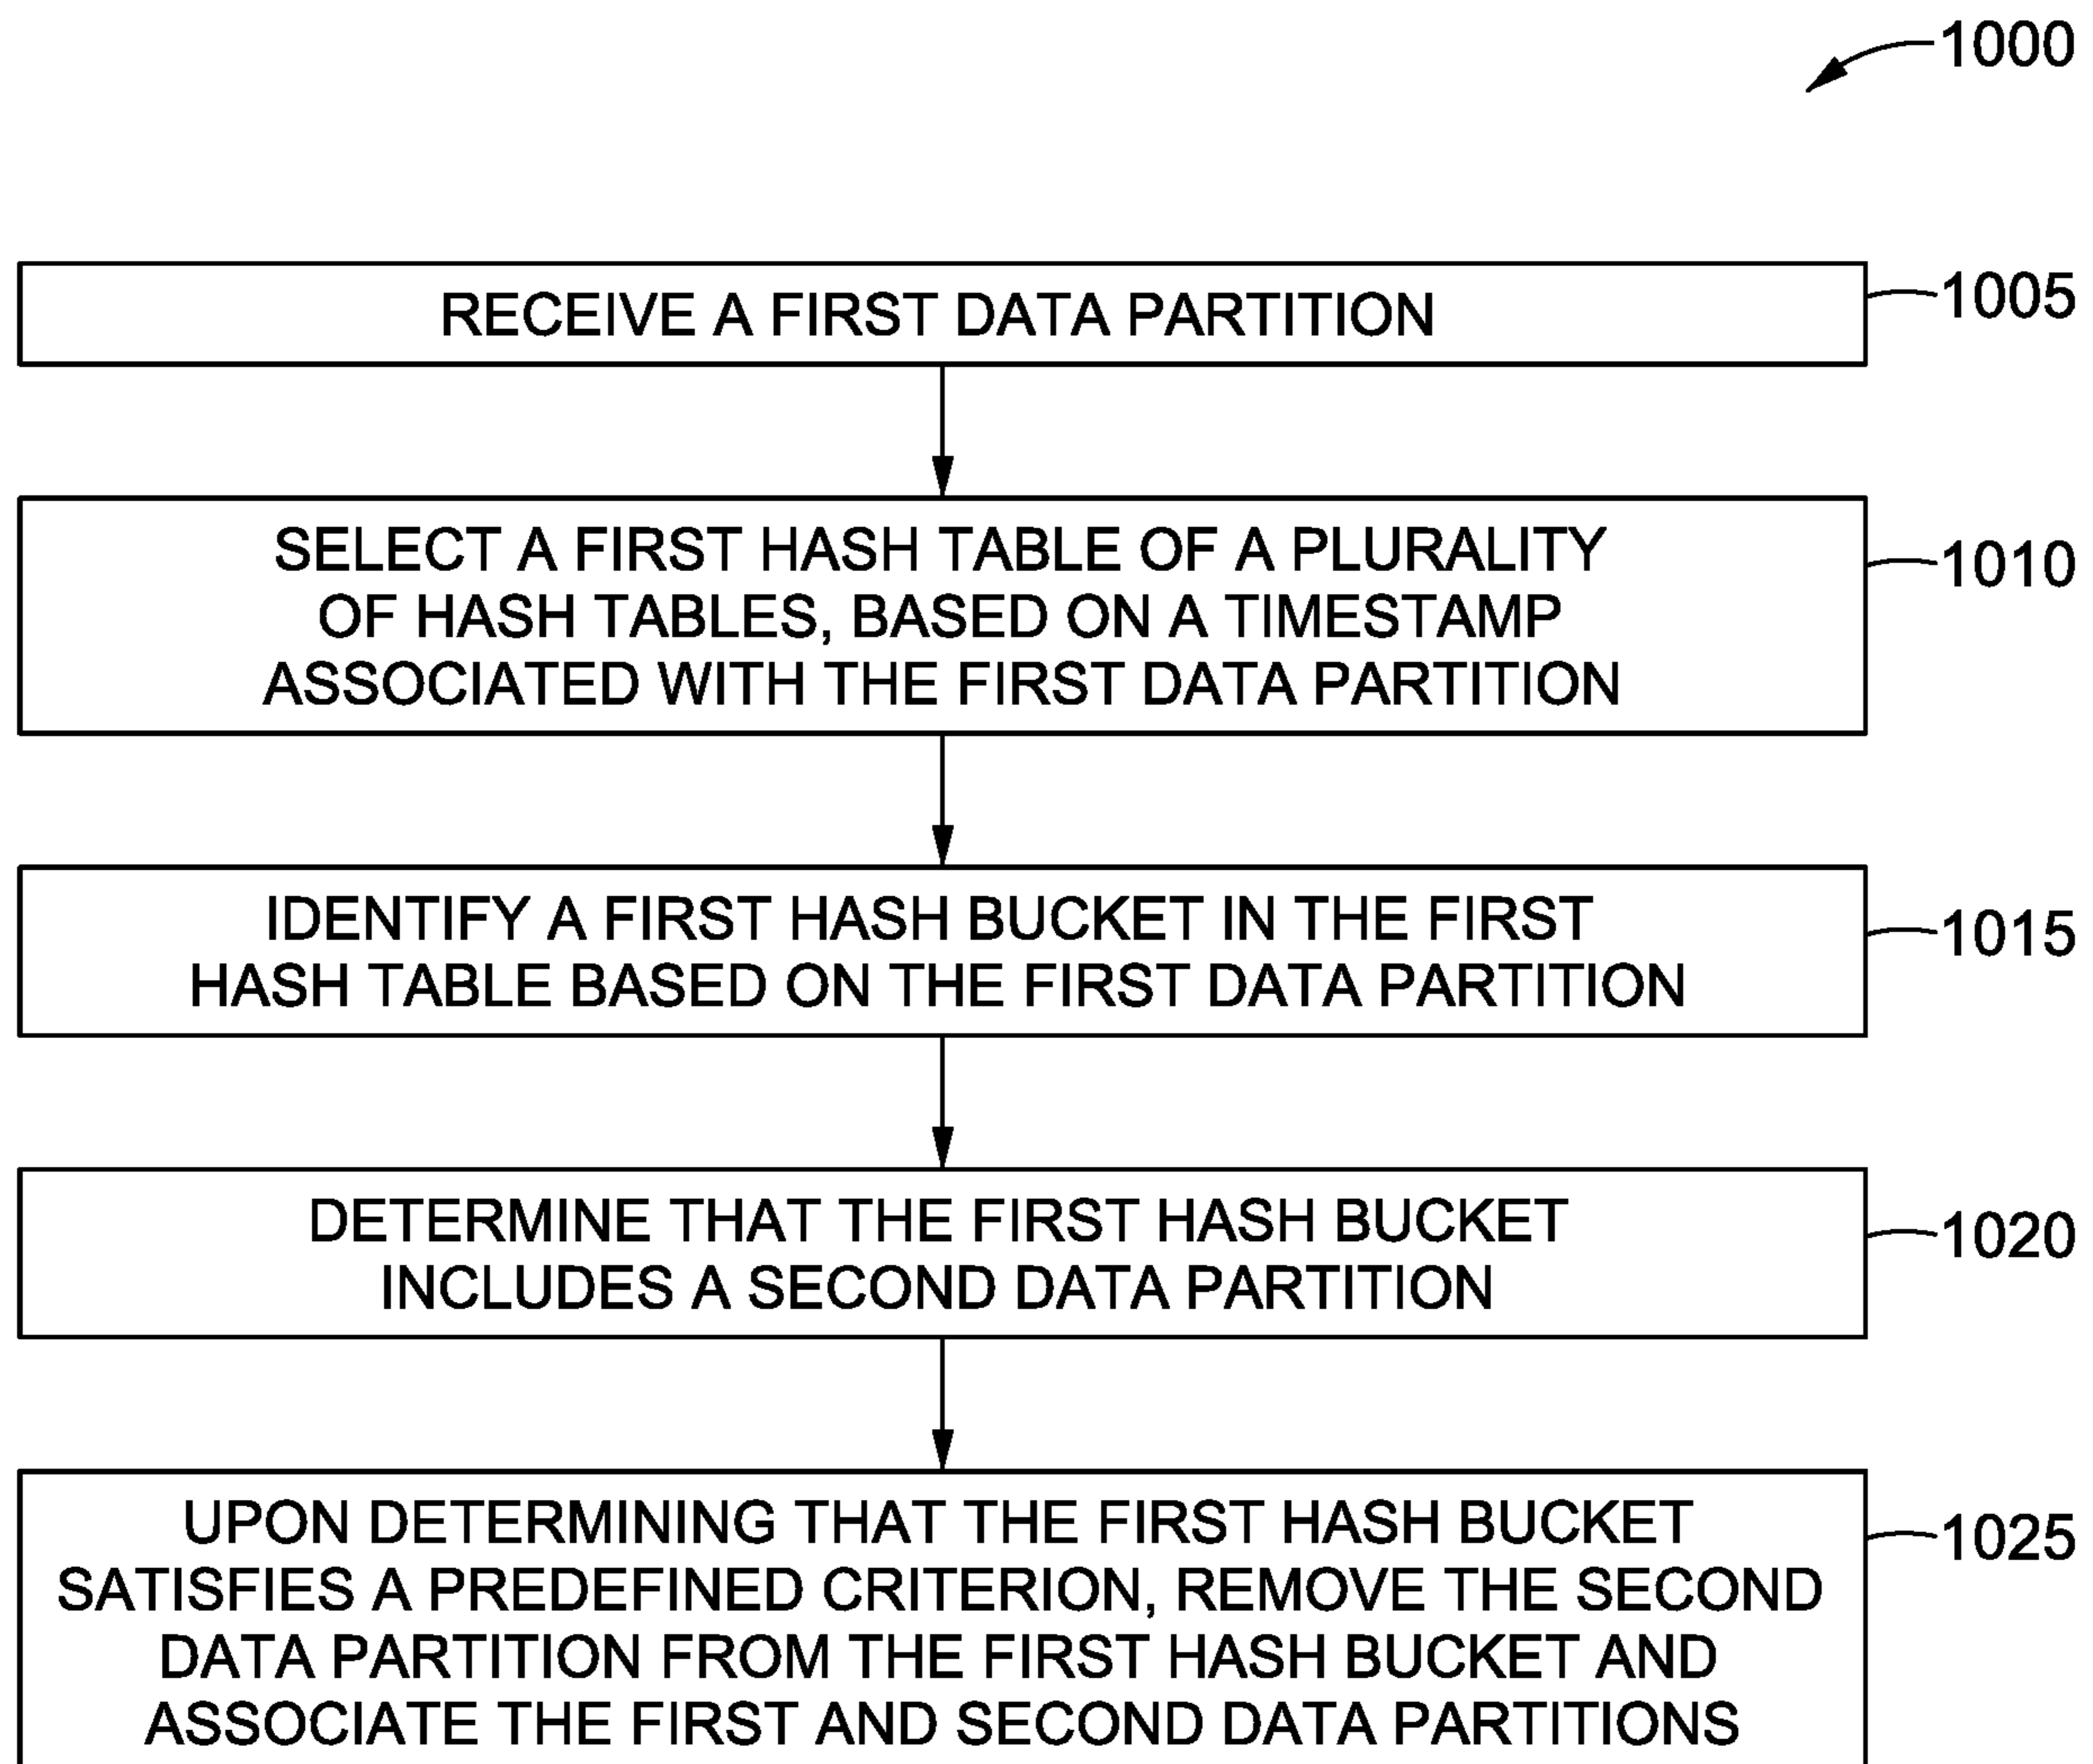 1000
RECEIVE A FIRST DATA PARTITION
1005
SELECT A FIRST HASH TABLE OF A PLURALITY
OF HASH TABLES, BASED ON A TIMESTAMP
ASSOCIATED WITH THE FIRST DATA PARTITION
1010
IDENTIFY A FIRST HASH BUCKET IN THE FIRST
HASH TABLE BASED ON THE FIRST DATA PARTITION
1015
DETERMINE THAT THE FIRST HASH BUCKET
INCLUDES A SECOND DATA PARTITION
1020
UPON DETERMINING THAT THE FIRST HASH BUCKET
SATISFIES A PREDEFINED CRITERION, REMOVE THE SECOND
DATA PARTITION FROM THE FIRST HASH BUCKET AND
ASSOCIATE THE FIRST AND SECOND DATA PARTITIONS
1025